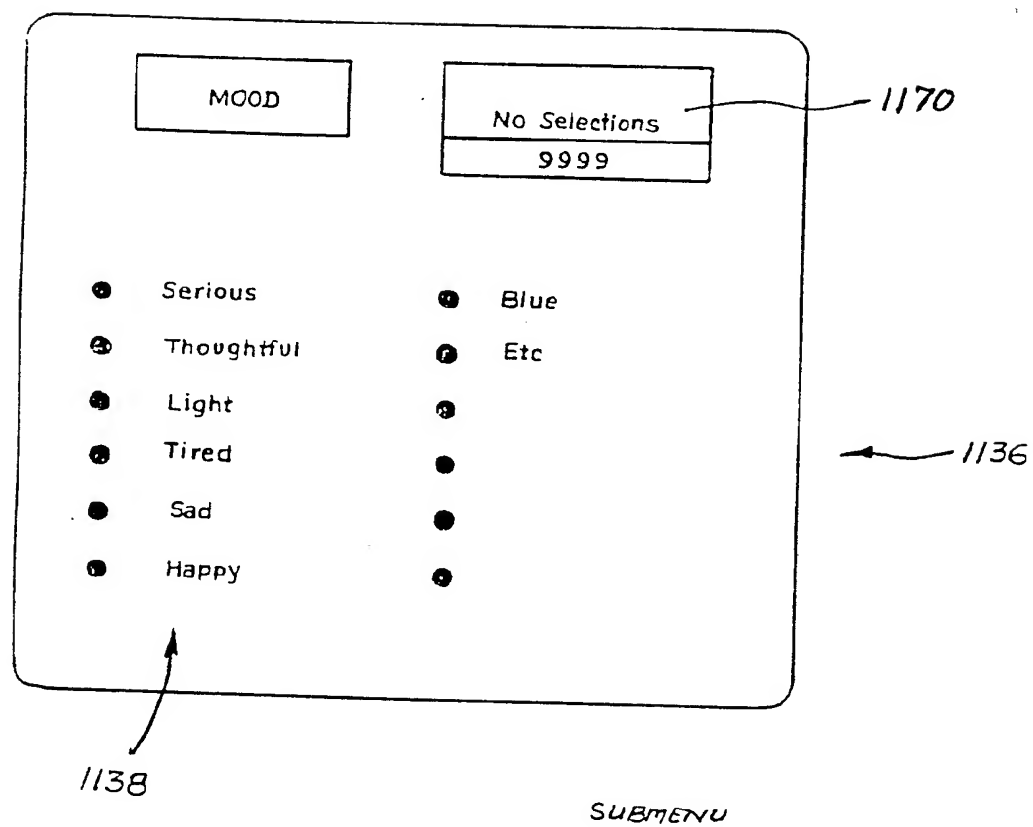 MOOD
No Selections
9999
1170
Serious
Thoughtful
Light
Tired
Sad
Happy
Blue
Etc
1136
1138
SUBMENU